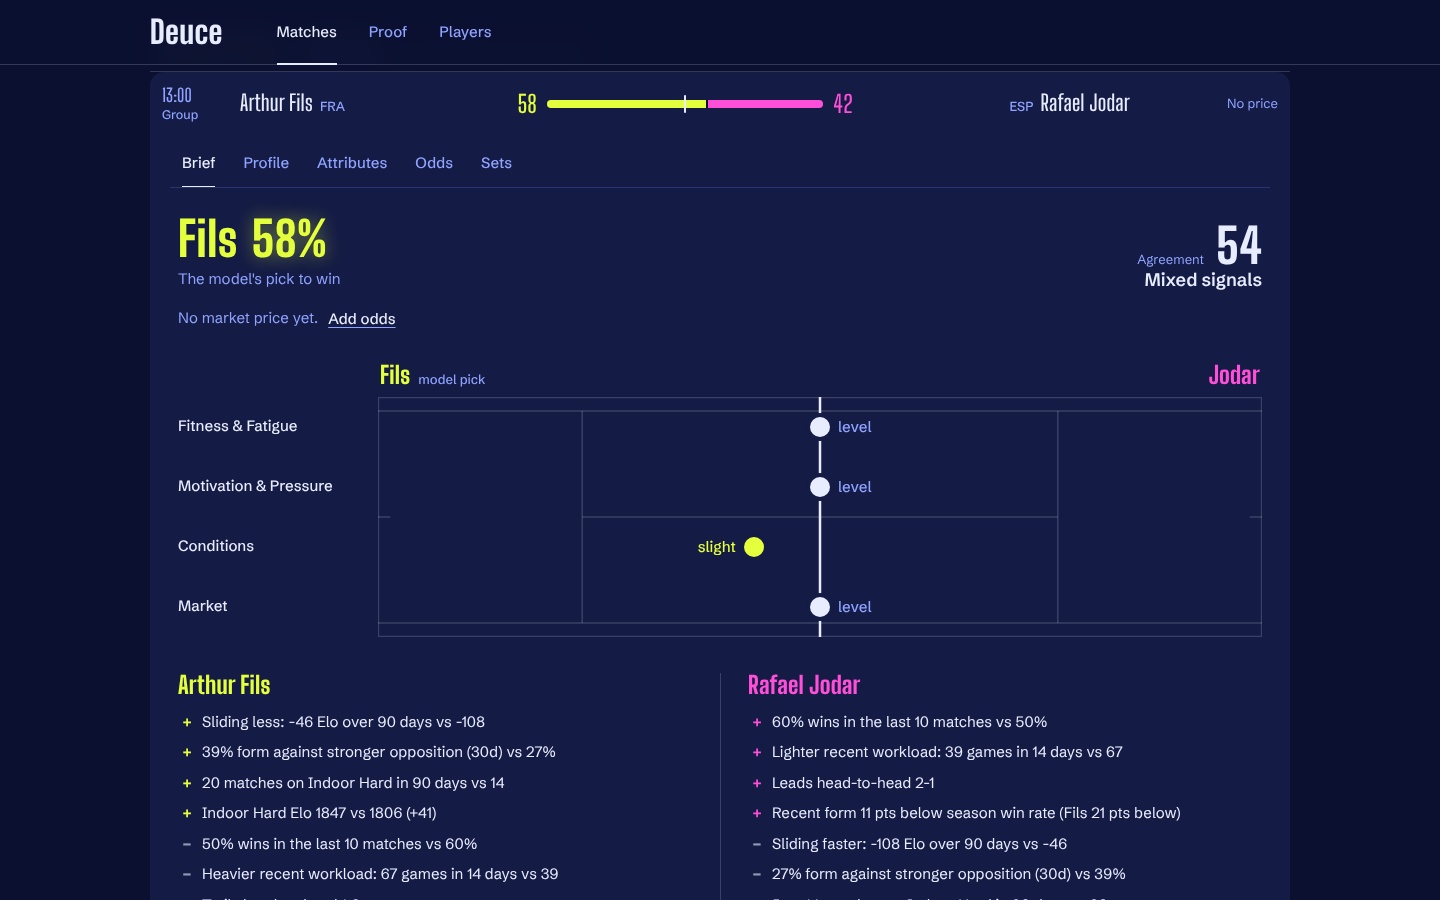 Deuce Matches Proof Players
13:00 Group Arthur Fils FRA 58 42 ESP Rafael Jodar No price
Brief Profile Attributes Odds Sets
Fils 58%
The model's pick to win
Agreement 54
Mixed signals
No market price yet. Add odds
Fils model pick Jodar
Fitness & Fatigue level
Motivation & Pressure level
Conditions slight
Market level
Arthur Fils
+ Sliding less: -46 Elo over 90 days vs -108
+ 39% form against stronger opposition (30d) vs 27%
+ 20 matches on Indoor Hard in 90 days vs 14
+ Indoor Hard Elo 1847 vs 1806 (+41)
– 50% wins in the last 10 matches vs 60%
– Heavier recent workload: 67 games in 14 days vs 39
Rafael Jodar
+ 60% wins in the last 10 matches vs 50%
+ Lighter recent workload: 39 games in 14 days vs 67
+ Leads head-to-head 2-1
+ Recent form 11 pts below season win rate (Fils 21 pts below)
– Sliding faster: -108 Elo over 90 days vs -46
– 27% form against stronger opposition (30d) vs 39%